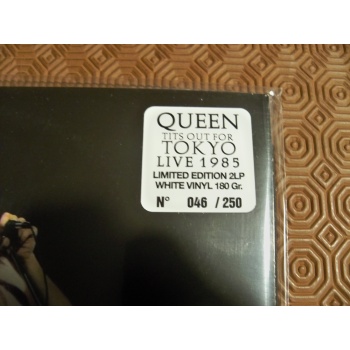 QUEEN
TITS OUT FOR
TOKYO
LIVE 1985
LIMITED EDITION 2LP
WHITE VINYL 180 Gr.
N° 046 / 250